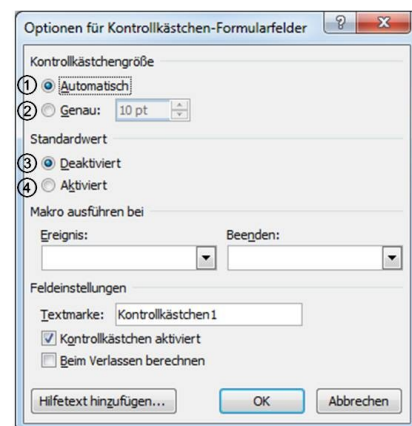 Optionen für Kontrollkästchen-Formularfelder
Kontrollkästchengröße
① Automatisch
② Genau: 10 pt
Standardwert
③ Deaktiviert
④ Aktiviert
Makro ausführen bei
Ereignis: Beenden:
Feldeinstellungen
Textmarke: Kontrollkästchen1
Kontrollkästchen aktiviert
Beim Verlassen berechnen
Hilfetext hinzufügen... OK Abbrechen